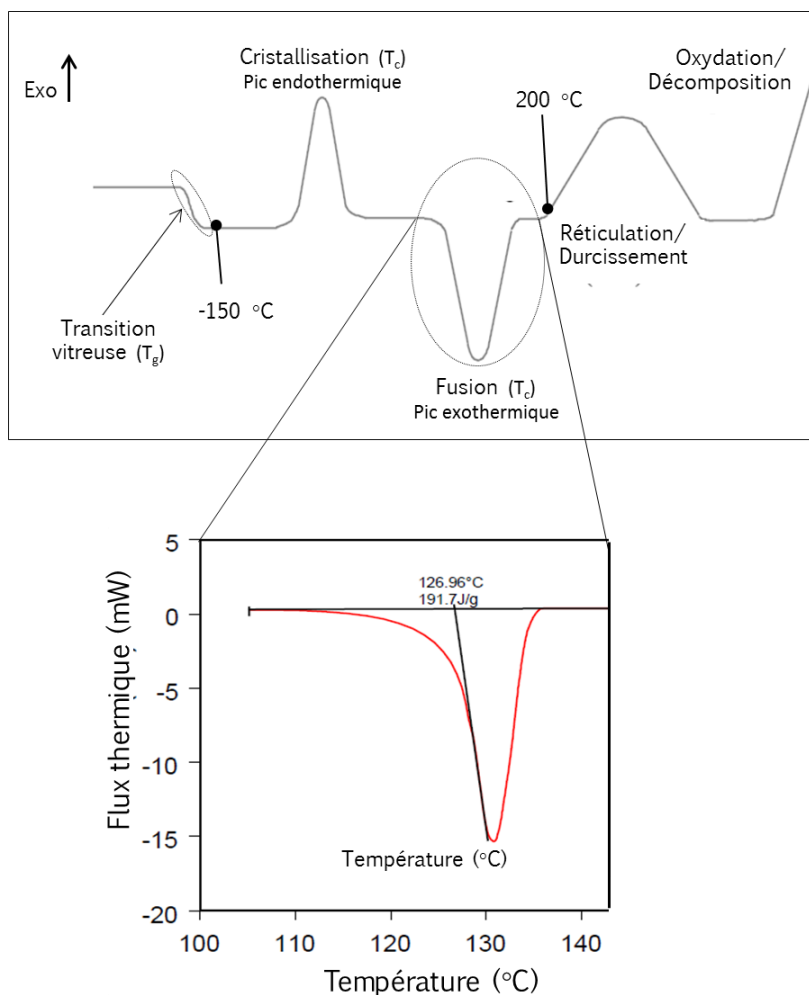 Exo
Cristallisation (Tc)
Pic endothermique
Oxydation/
Décomposition
200 °C
-150 °C
Transition
vitreuse (Tg)
Réticulation/
Durcissement
Fusion (Tc)
Pic exothermique
5
0
-5
-10
-15
-20
Flux thermique (mW)
126.96°C
191.7J/g
Température (°C)
100
110
120
130
140
Température (°C)